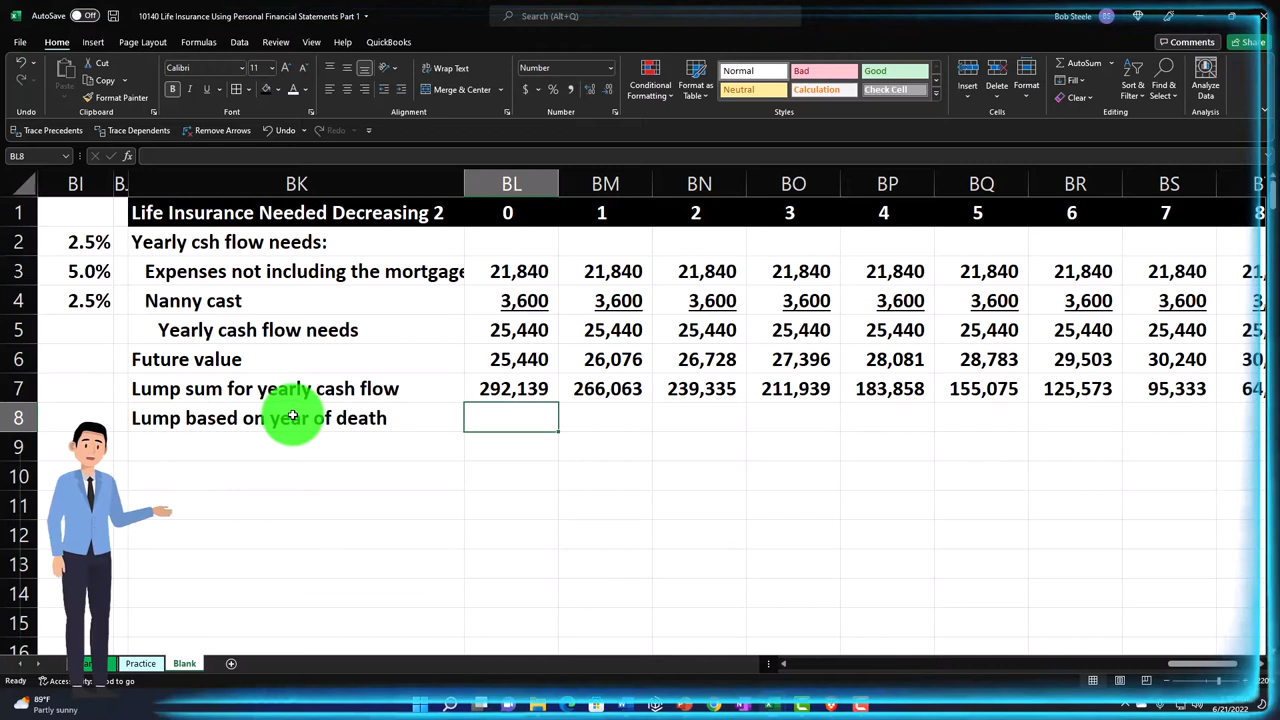 AutoSave Off 10140 Life Insurance Using Personal Financial Statements Part 1 Search (Alt+Q) Bob Steele BS
File Home Insert Page Layout Formulas Data Review View Help QuickBooks Comments Share
Cut Calibri 11 Wrap Text Number Normal Bad Good AutoSum
Copy Fill
Paste Format Painter Merge & Center Conditional Formatting Format as Table Neutral Calculation Check Cell Insert Delete Format Clear Sort & Filter Find & Select Analyze Data
Undo Clipboard Font Alignment Number Styles Cells Editing Analysis
Trace Precedents Trace Dependents Remove Arrows Undo Redo
BL8 fx
BI B. BK BL BM BN BO BP BQ BR BS
1 Life Insurance Needed Decreasing 2 0 1 2 3 4 5 6 7 8
2 2.5% Yearly csh flow needs:
3 5.0% Expenses not including the mortgage 21,840 21,840 21,840 21,840 21,840 21,840 21,840 21,840 21,
4 2.5% Nanny cast 3,600 3,600 3,600 3,600 3,600 3,600 3,600 3,600 3,
5 Yearly cash flow needs 25,440 25,440 25,440 25,440 25,440 25,440 25,440 25,440 25,
6 Future value 25,440 26,076 26,728 27,396 28,081 28,783 29,503 30,240 30,
7 Lump sum for yearly cash flow 292,139 266,063 239,335 211,939 183,858 155,075 125,573 95,333 64,
8 Lump based on year of death
9
10
11
12
13
14
15
16
Practice Blank
Ready
89°F
Partly sunny
6/21/2022